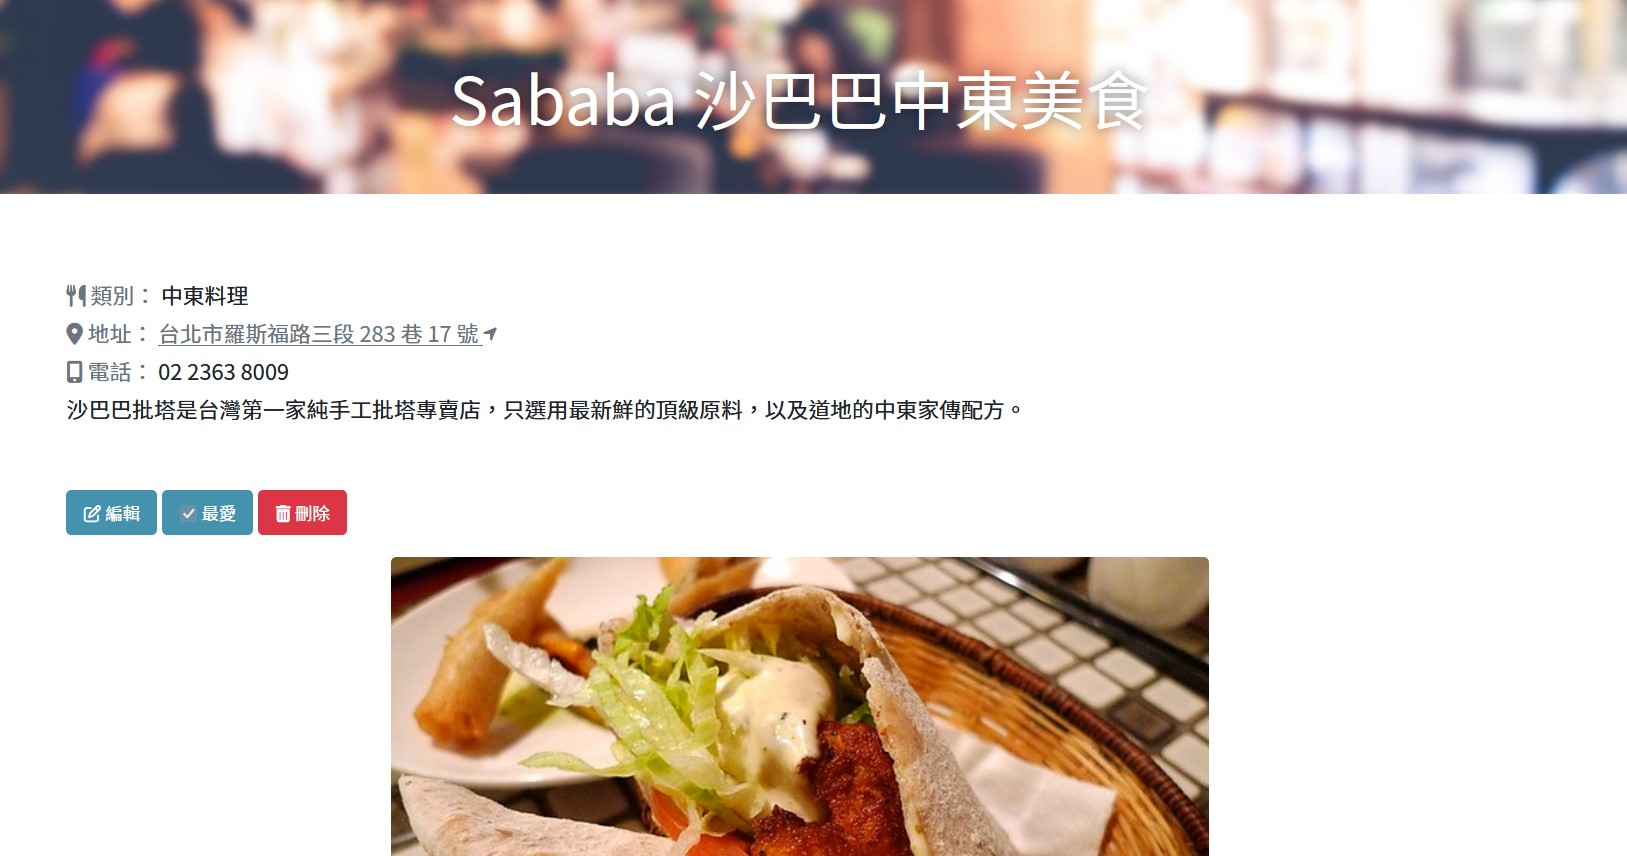 Sababa 沙巴巴中東美食
類別： 中東料理
地址： 台北市羅斯福路三段 283 巷 17 號
電話： 02 2363 8009
沙巴巴批塔是台灣第一家純手工批塔專賣店，只選用最新鮮的頂級原料，以及道地的中東家傳配方。
編輯 最愛 刪除